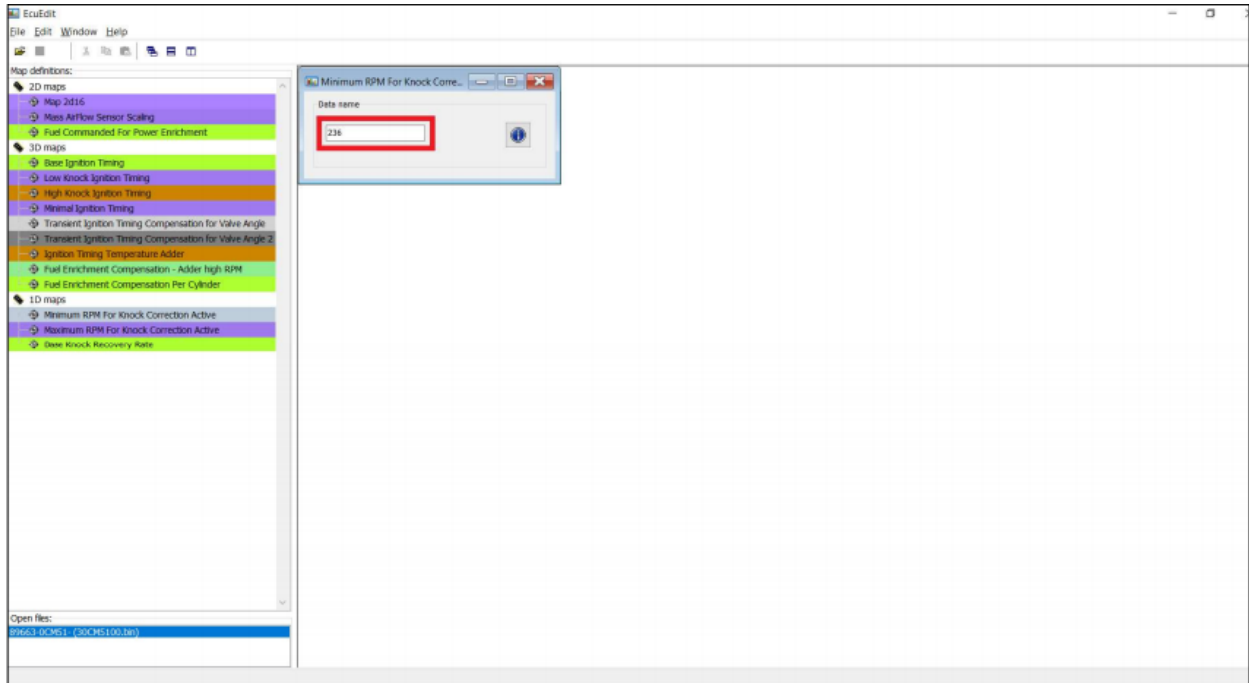 EcuEdit
File Edit Window Help
Map definitions:
2D maps
Map 2d16
Mass AirFlow Sensor Scaling
Fuel Commanded For Power Enrichment
3D maps
Base Ignition Timing
Low Knock Ignition Timing
High Knock Ignition Timing
Minimal Ignition Timing
Transient Ignition Timing Compensation for Valve Angle
Transient Ignition Timing Compensation for Valve Angle 2
Ignition Timing Temperature Adder
Fuel Enrichment Compensation - Adder high RPM
Fuel Enrichment Compensation Per Cylinder
1D maps
Minimum RPM For Knock Correction Active
Maximum RPM For Knock Correction Active
Base Knock Recovery Rate
Minimum RPM For Knock Corre...
Data name
236
Open files:
89663-0CM51- (30CM5100.bin)